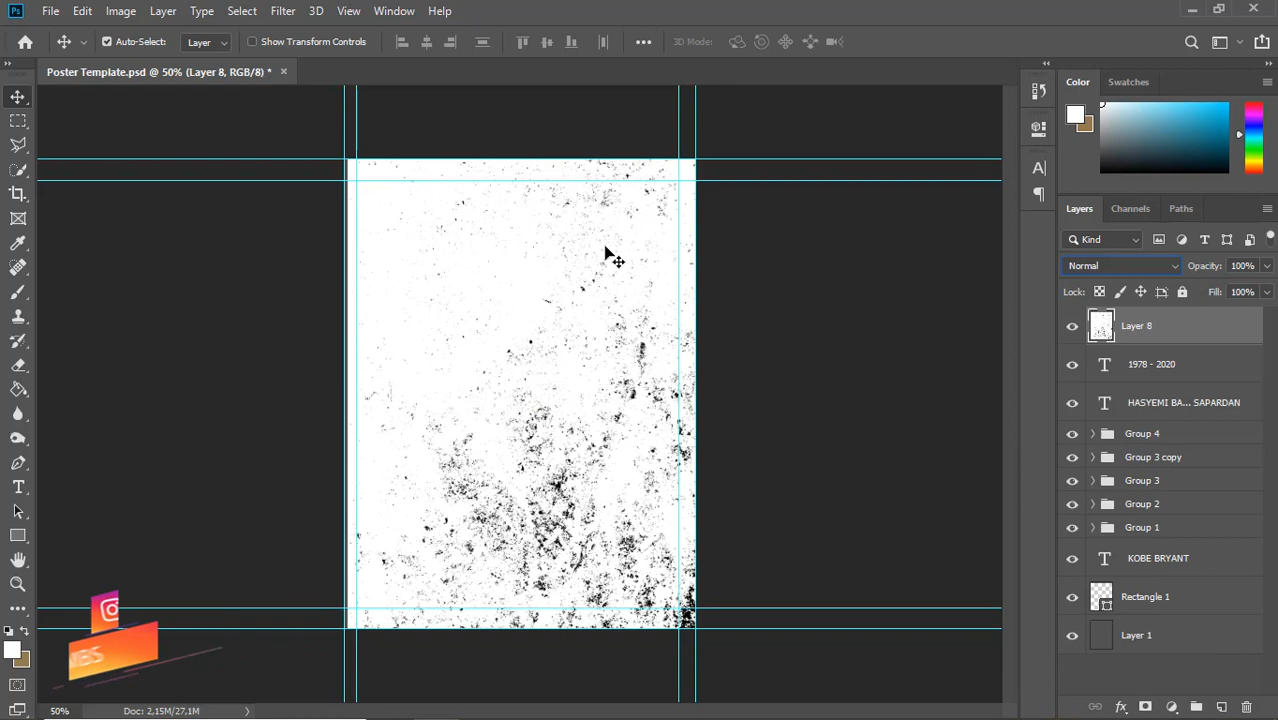 Ps File Edit Image Layer Type Select Filter 3D View Window Help
Auto-Select: Layer Show Transform Controls 3D Mode:
Poster Template.psd @ 50% (Layer 8, RGB/8) *
Color Swatches
Layers Channels Paths
Kind
Normal Opacity: 100%
Lock: Fill: 100%
Layer 8
1978 - 2020
HASYEMI BA... SAPARDAN
Group 4
Group 3 copy
Group 3
Group 2
Group 1
KOBE BRYANT
Rectangle 1
Layer 1
50% Doc: 2,15M/27,1M